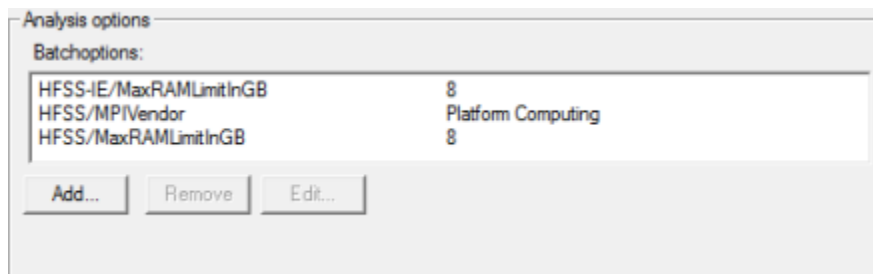 Analysis options
Batchoptions:
HFSS-IE/MaxRAMLimitInGB 8
HFSS/MPIVendor Platform Computing
HFSS/MaxRAMLimitInGB 8
Add... Remove Edit...